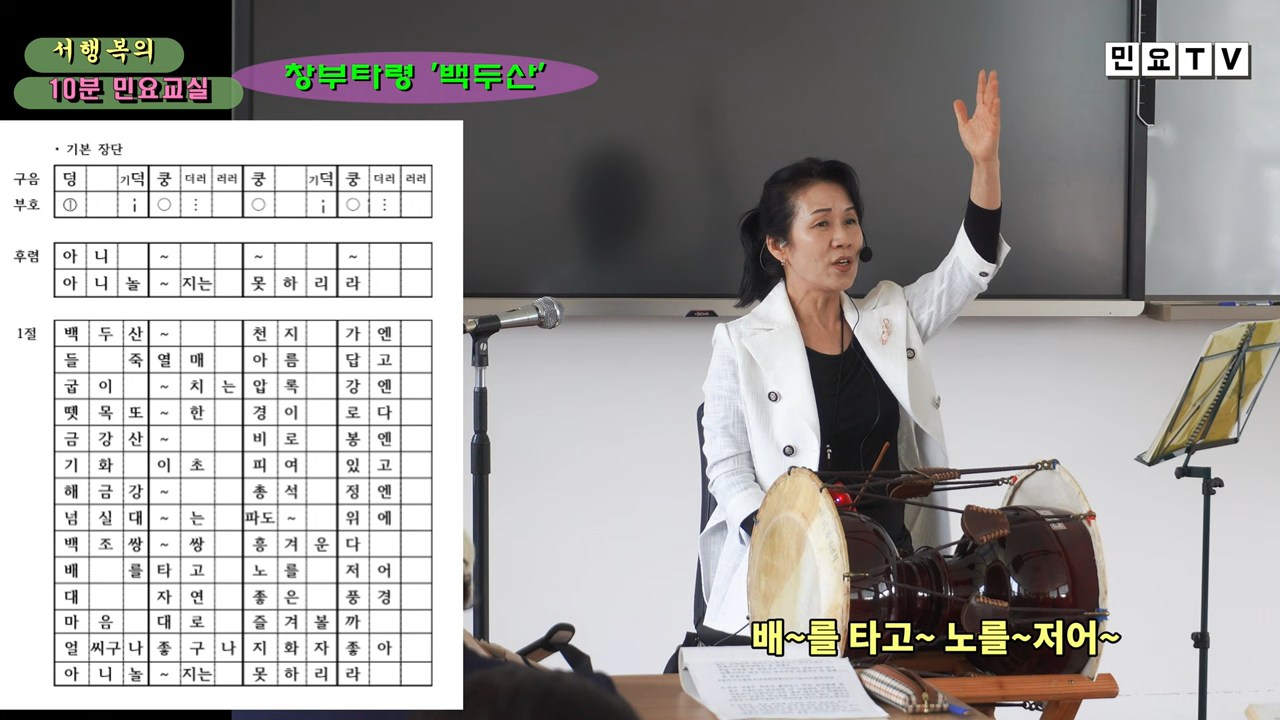 서행복의
10분 민요교실
창부타령 '백두산'
민요TV
· 기본 장단
구음 덩 기덕 쿵 더러 러러 쿵 기덕 쿵 더러 러러
부호 ⦶ ¡ ○ ⋮ ○ ¡ ○ ⋮
후렴 아 니 ~ ~ ~
아 니 놀 ~ 지는 못 하 리 라
1절 백 두 산 ~ 천 지 가 엔
들 죽 열 매 아 름 답 고
굽 이 ~ 치 는 압 록 강 엔
뗏 목 또 ~ 한 경 이 로 다
금 강 산 ~ 비 로 봉 엔
기 화 이 초 피 여 있 고
해 금 강 ~ 총 석 정 엔
넘 실 대 ~ 는 파도 ~ 위 에
백 조 쌍 ~ 쌍 흥 겨 운 다
배 를 타 고 노 를 저 어
대 자 연 좋 은 풍 경
마 음 대 로 즐 겨 볼 까
얼 씨구 나 좋 구 나 지 화 자 좋 아
아 니 놀 ~ 지는 못 하 리 라
배~를 타고~ 노를~저어~